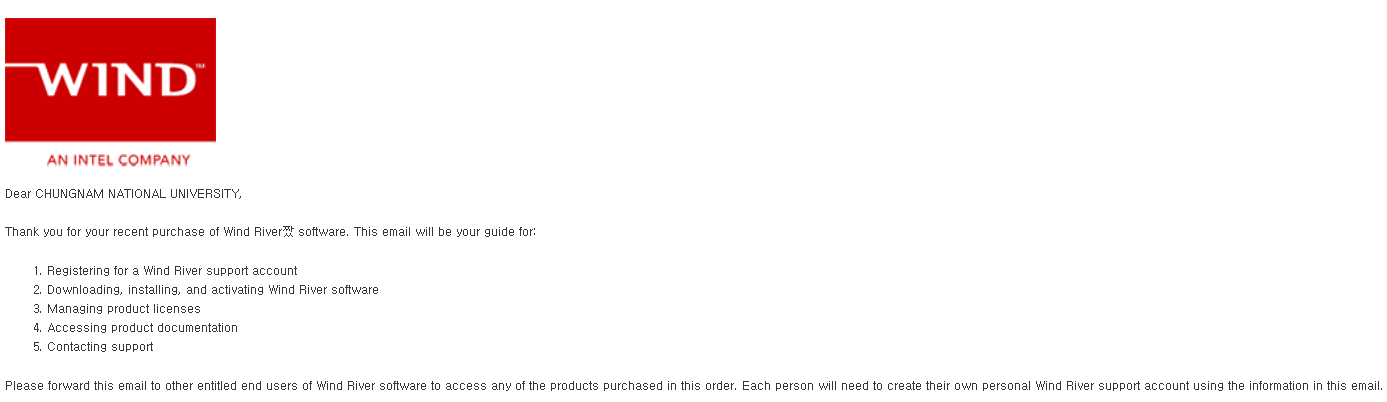 WIND™
AN INTEL COMPANY
Dear CHUNGNAM NATIONAL UNIVERSITY,
Thank you for your recent purchase of Wind River짰 software. This email will be your guide for:
1. Registering for a Wind River support account
2. Downloading, installing, and activating Wind River software
3. Managing product licenses
4. Accessing product documentation
5. Contacting support
Please forward this email to other entitled end users of Wind River software to access any of the products purchased in this order. Each person will need to create their own personal Wind River support account using the information in this email.